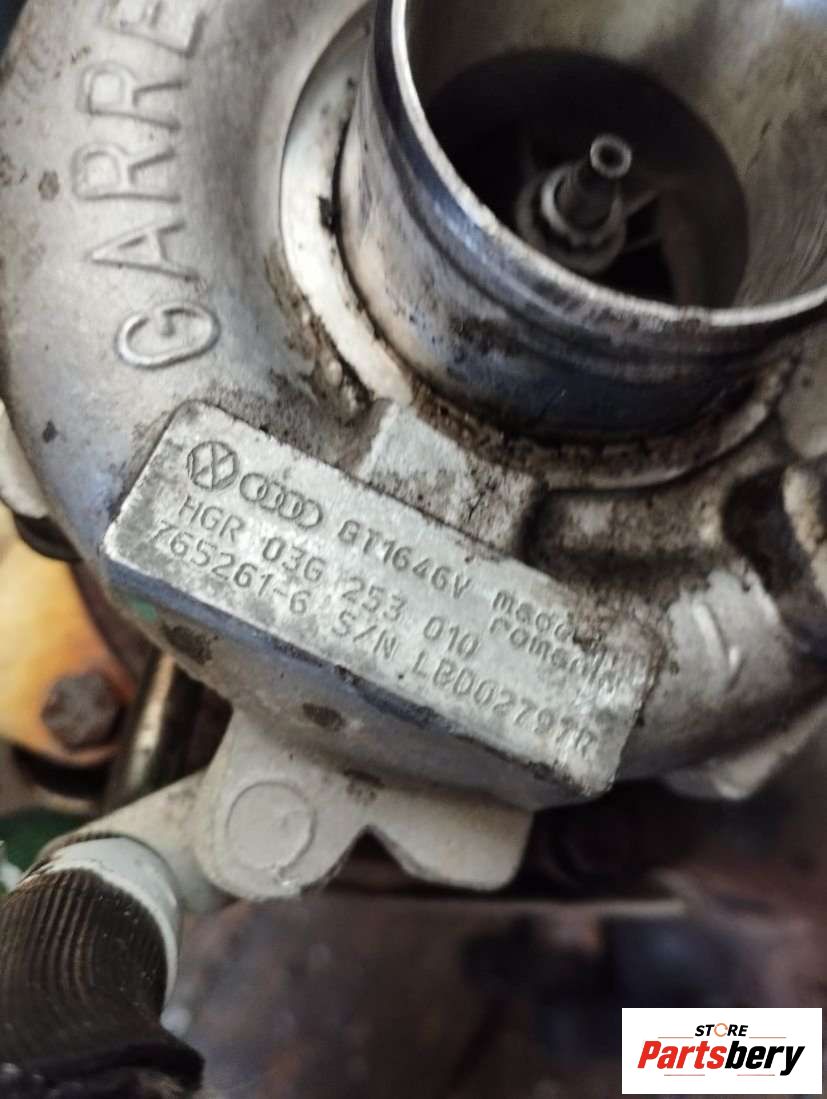 GARRE
GT1646V made in
romania
HGR 03G 253 010
765261-6 S/N LBD02797R
STORE
Partsbery